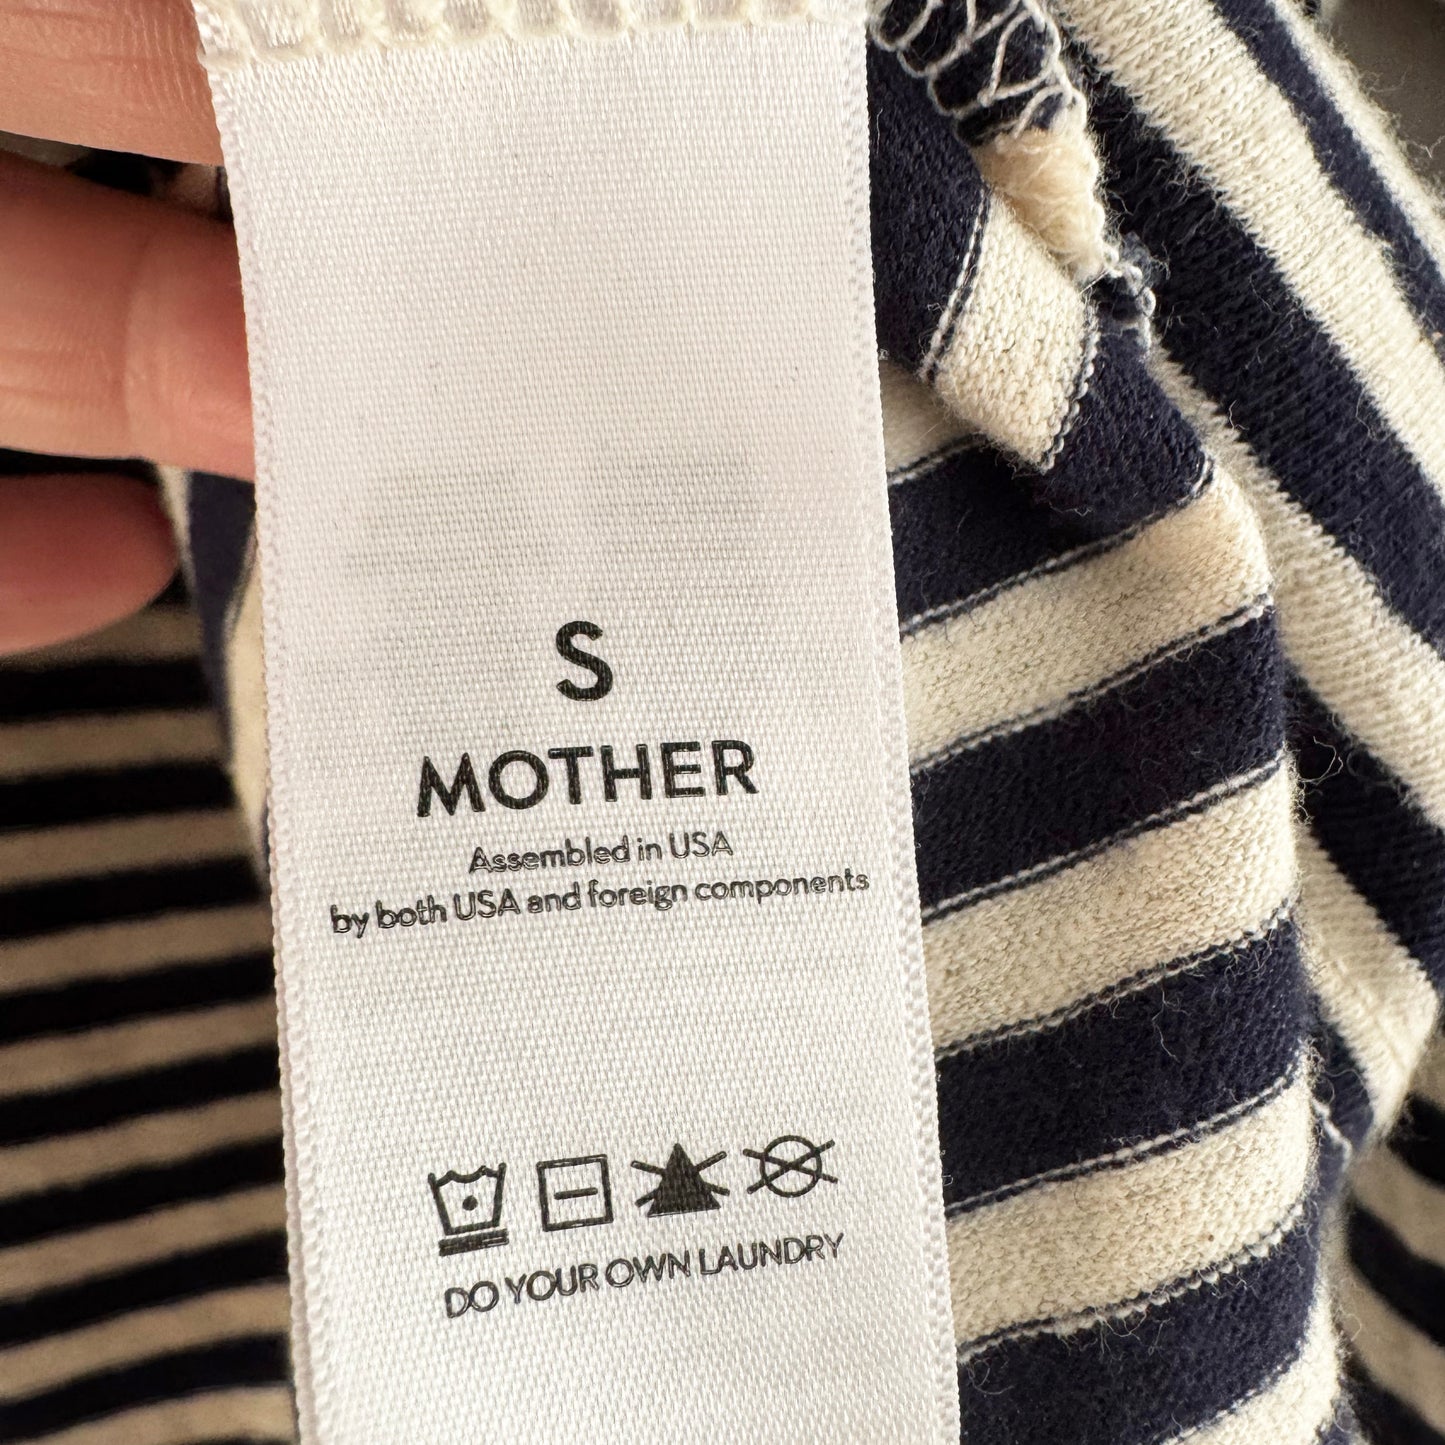 S
MOTHER
Assembled in USA
by both USA and foreign components
DO YOUR OWN LAUNDRY